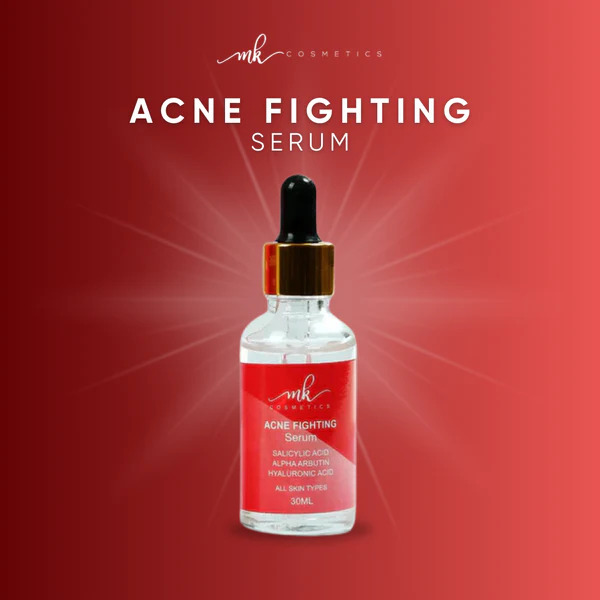 mk COSMETICS
ACNE FIGHTING
SERUM
mk
COSMETICS
ACNE FIGHTING
Serum
SALICYLIC ACID
ALPHA ARBUTIN
HYALURONIC ACID
ALL SKIN TYPES
30ML